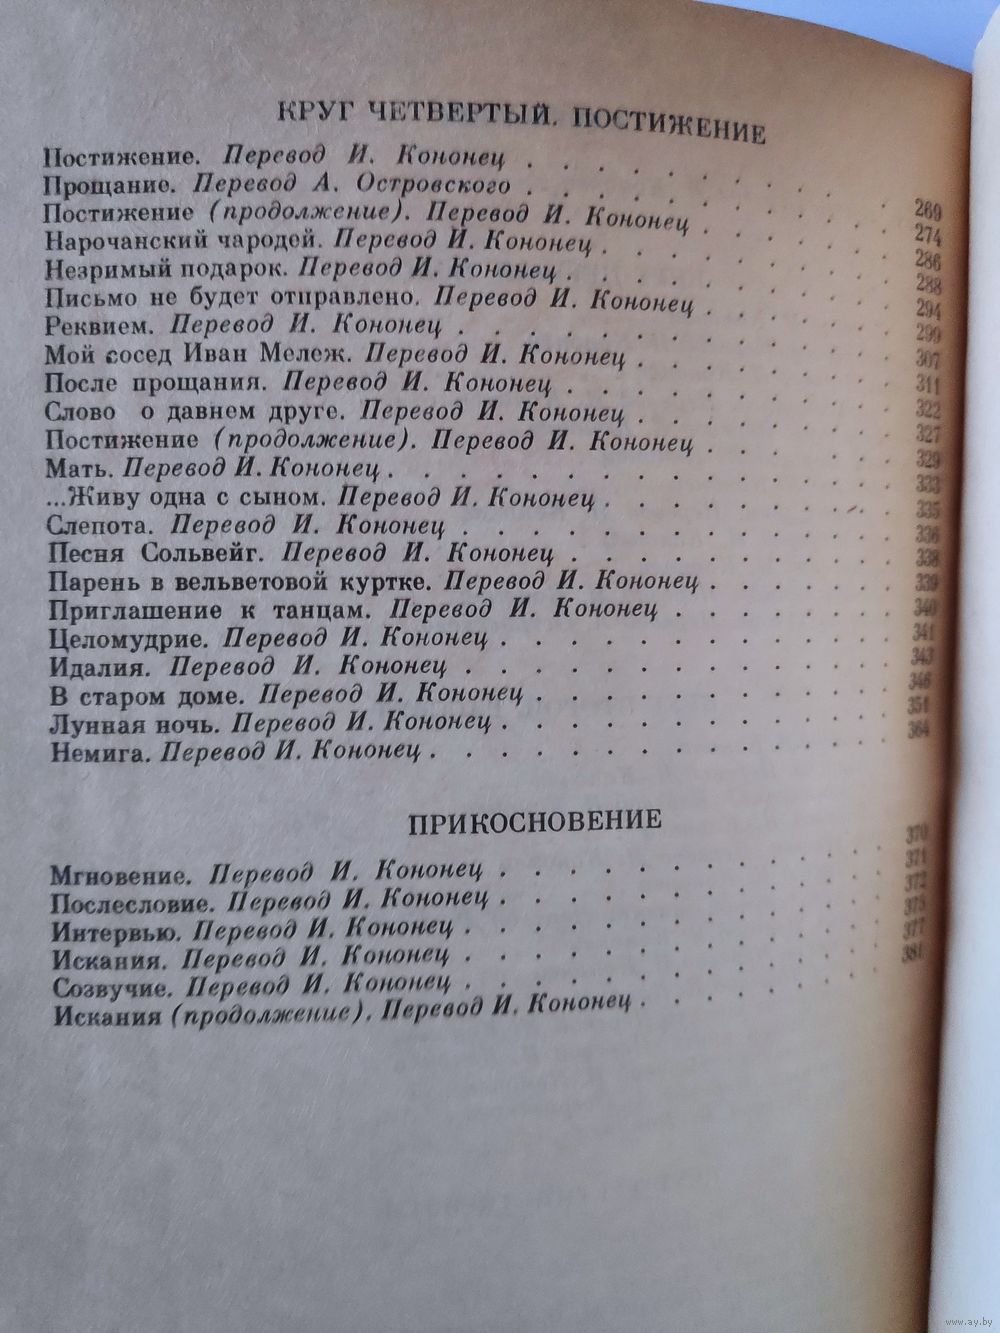 КРУГ ЧЕТВЕРТЫЙ. ПОСТИЖЕНИЕ
Постижение. Перевод И. Кононец . . . . . . . . . . . 269
Прощание. Перевод А. Островского . . . . . . . . . . . 274
Постижение (продолжение). Перевод И. Кононец . . . . . . 286
Нарочанский чародей. Перевод И. Кононец . . . . . . . . 288
Незримый подарок. Перевод И. Кононец . . . . . . . . . 294
Письмо не будет отправлено. Перевод И. Кононец . . . . . . 299
Реквием. Перевод И. Кононец . . . . . . . . . . . . 307
Мой сосед Иван Мележ. Перевод И. Кононец . . . . . . . . 311
После прощания. Перевод И. Кононец . . . . . . . . . 322
Слово о давнем друге. Перевод И. Кононец . . . . . . . . 327
Постижение (продолжение). Перевод И. Кононец . . . . . . 329
Мать. Перевод И. Кононец . . . . . . . . . . . . . 333
...Живу одна с сыном. Перевод И. Кононец . . . . . . . . 335
Слепота. Перевод И. Кононец . . . . . . . . . . . . 336
Песня Сольвейг. Перевод И. Кононец . . . . . . . . . 338
Парень в вельветовой куртке. Перевод И. Кононец . . . . . . 339
Приглашение к танцам. Перевод И. Кононец . . . . . . . 340
Целомудрие. Перевод И. Кононец . . . . . . . . . . . 341
Идалия. Перевод И. Кононец . . . . . . . . . . . . 343
В старом доме. Перевод И. Кононец . . . . . . . . . . 346
Лунная ночь. Перевод И. Кононец . . . . . . . . . . . 351
Немига. Перевод И. Кононец . . . . . . . . . . . . 364
ПРИКОСНОВЕНИЕ
Мгновение. Перевод И. Кононец . . . . . . . . . . . 370
Послесловие. Перевод И. Кононец . . . . . . . . . . . 371
Интервью. Перевод И. Кононец . . . . . . . . . . . . 372
Искания. Перевод И. Кононец . . . . . . . . . . . . 375
Созвучие. Перевод И. Кононец . . . . . . . . . . . . 377
Искания (продолжение). Перевод И. Кононец . . . . . . . 381
www.ay.by